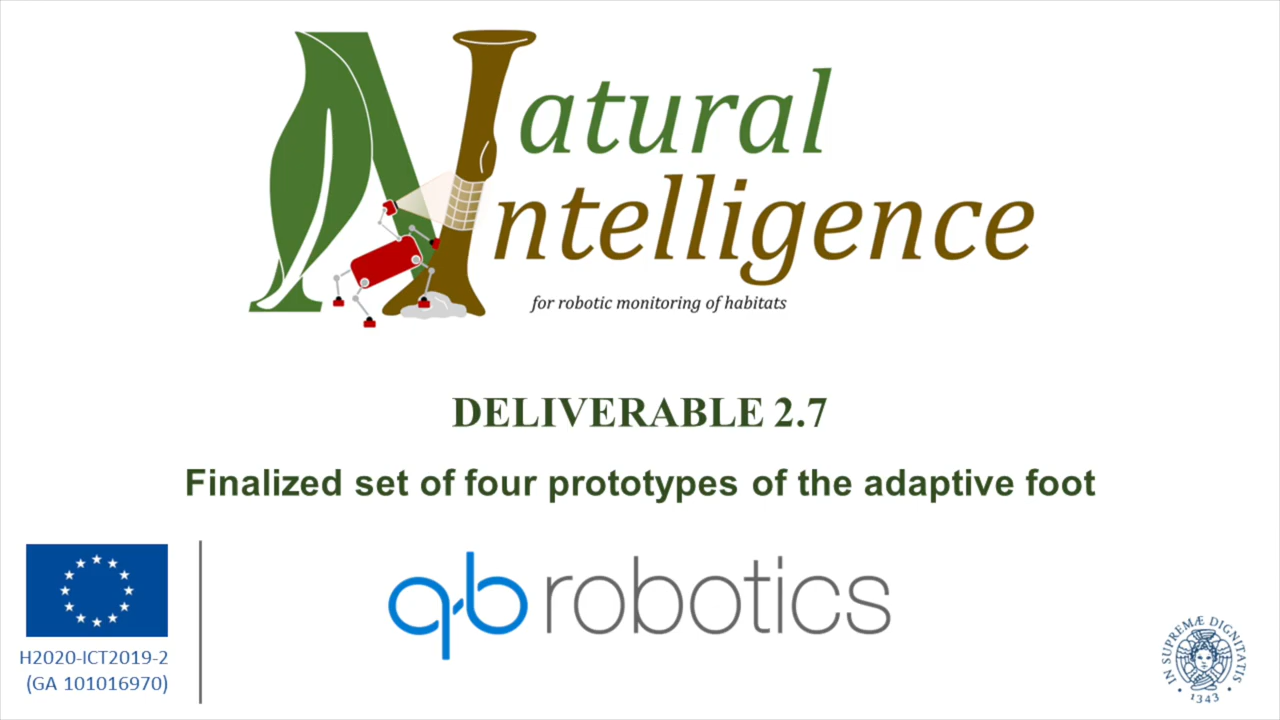 Natural
Intelligence
for robotic monitoring of habitats
DELIVERABLE 2.7
Finalized set of four prototypes of the adaptive foot
qb robotics
H2020-ICT2019-2
(GA 101016970)
IN SUPREMÆ DIGNITATIS
• 1343 •